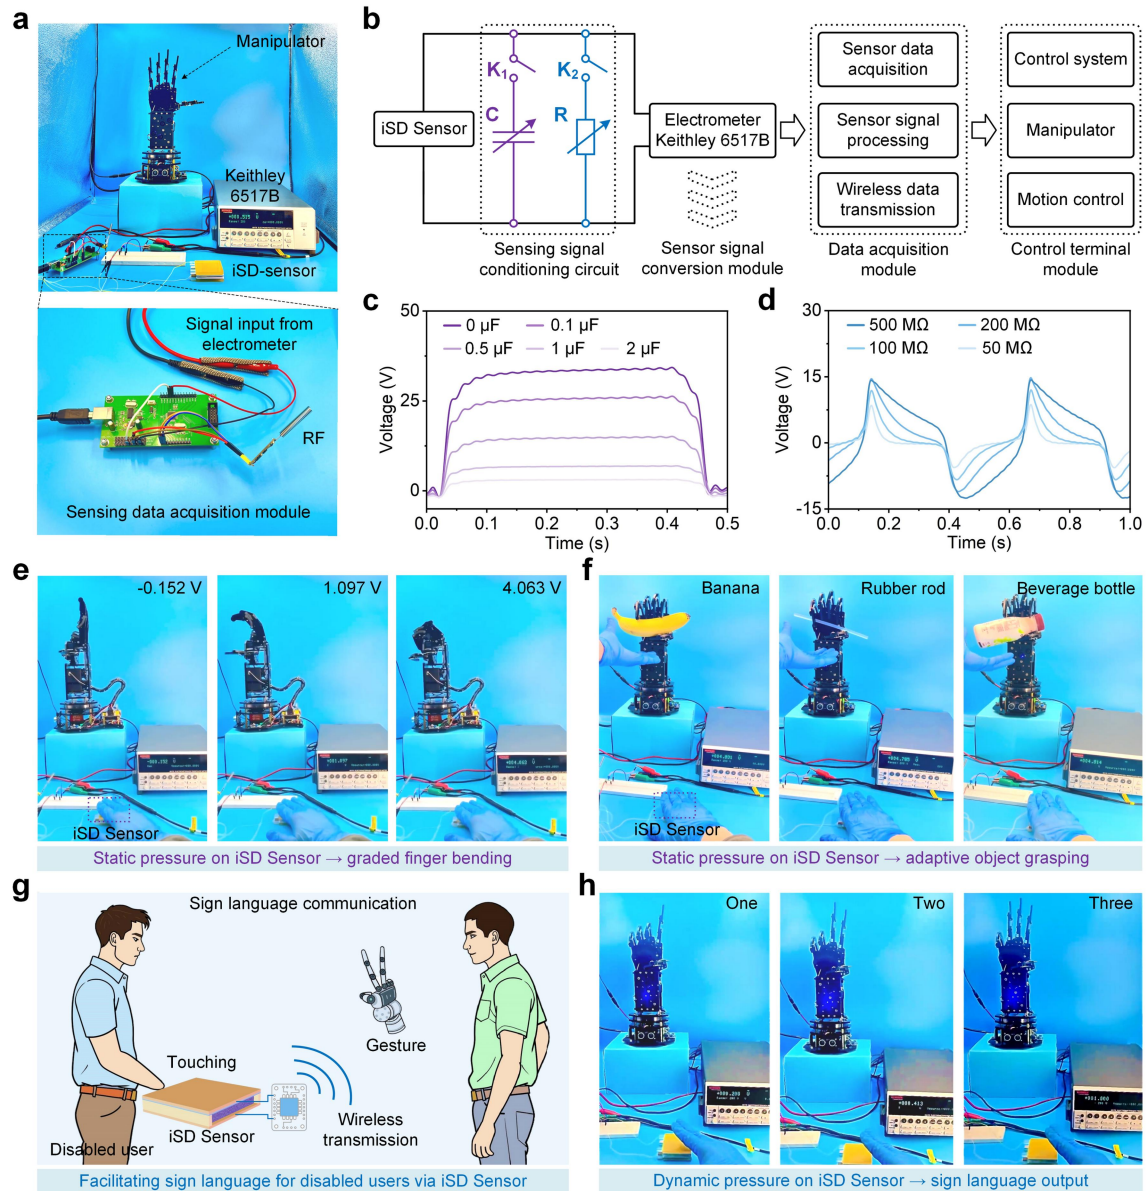 a
Manipulator
Keithley
6517B
iSD-sensor
Signal input from
electrometer
RF
Sensing data acquisition module
b
iSD Sensor
K1
K2
C
R
Sensing signal
conditioning circuit
Electrometer
Keithley 6517B
Sensor signal
conversion module
Sensor data
acquisition
Sensor signal
processing
Wireless data
transmission
Data acquisition
module
Control system
Manipulator
Motion control
Control terminal
module
c
50
25
0
Voltage (V)
0 µF
0.1 µF
0.5 µF
1 µF
2 µF
0.0
0.1
0.2
0.3
0.4
0.5
Time (s)
d
30
15
0
-15
Voltage (V)
500 MΩ
200 MΩ
100 MΩ
50 MΩ
0.0
0.2
0.4
0.6
0.8
1.0
Time (s)
e
-0.152 V
1.097 V
4.063 V
iSD Sensor
Static pressure on iSD Sensor → graded finger bending
f
Banana
Rubber rod
Beverage bottle
iSD Sensor
Static pressure on iSD Sensor → adaptive object grasping
g
Sign language communication
Touching
iSD Sensor
Disabled user
Gesture
Wireless
transmission
Facilitating sign language for disabled users via iSD Sensor
h
One
Two
Three
Dynamic pressure on iSD Sensor → sign language output